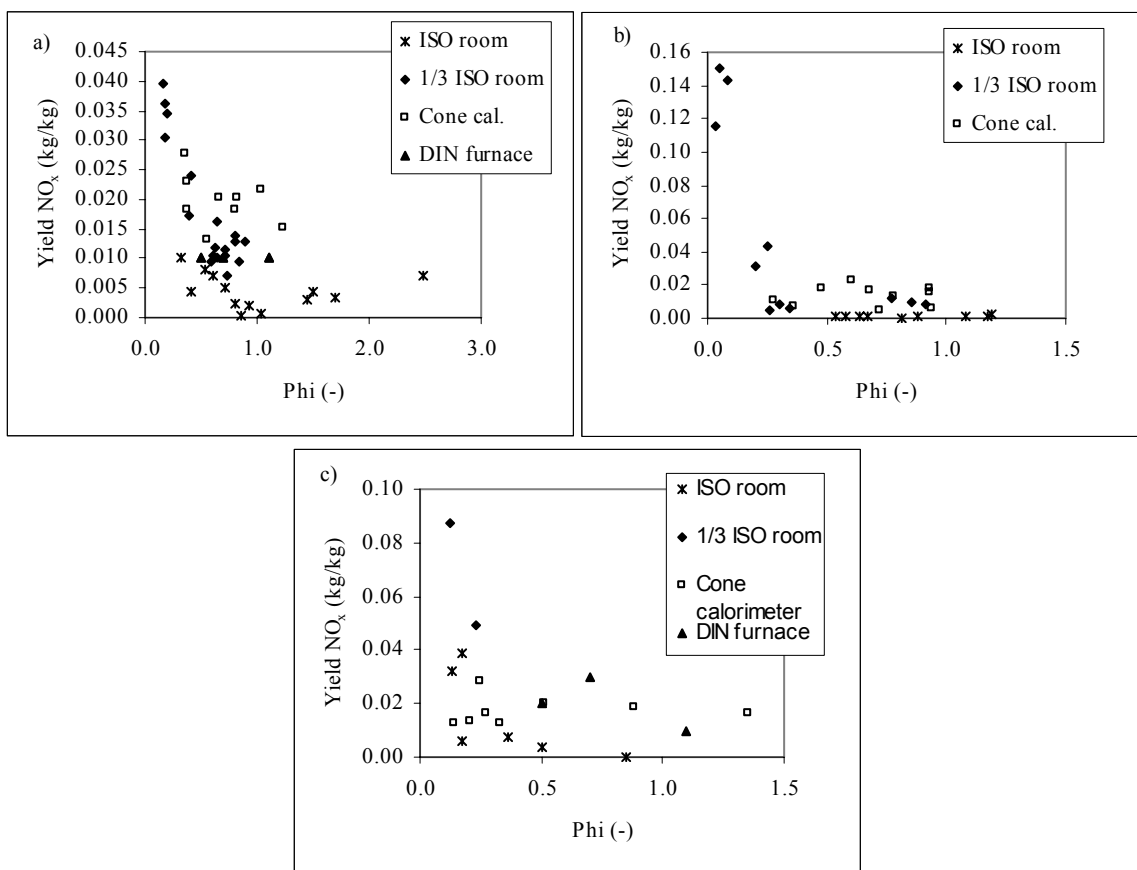 a)
0.045
0.040
0.035
0.030
0.025
0.020
0.015
0.010
0.005
0.000
0.0 1.0 2.0 3.0
Phi (-)
Yield NOx (kg/kg)
ISO room
1/3 ISO room
Cone cal.
DIN furnace
b)
0.16
0.14
0.12
0.10
0.08
0.06
0.04
0.02
0.00
0.0 0.5 1.0 1.5
Phi (-)
Yield NOx (kg/kg)
ISO room
1/3 ISO room
Cone cal.
c)
0.10
0.08
0.06
0.04
0.02
0.00
0.0 0.5 1.0 1.5
Phi (-)
Yield NOx (kg/kg)
ISO room
1/3 ISO room
Cone
calorimeter
DIN furnace